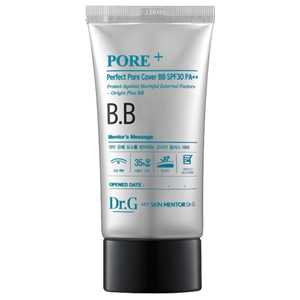 PORE +
Perfect Pore Cover BB SPF30 PA++
Protect Against Harmful External Factors
- Origin Plus BB
B.B
Mentor's Message
OPENED DATE :
Dr.G
MY SKIN MENTOR Dr.G